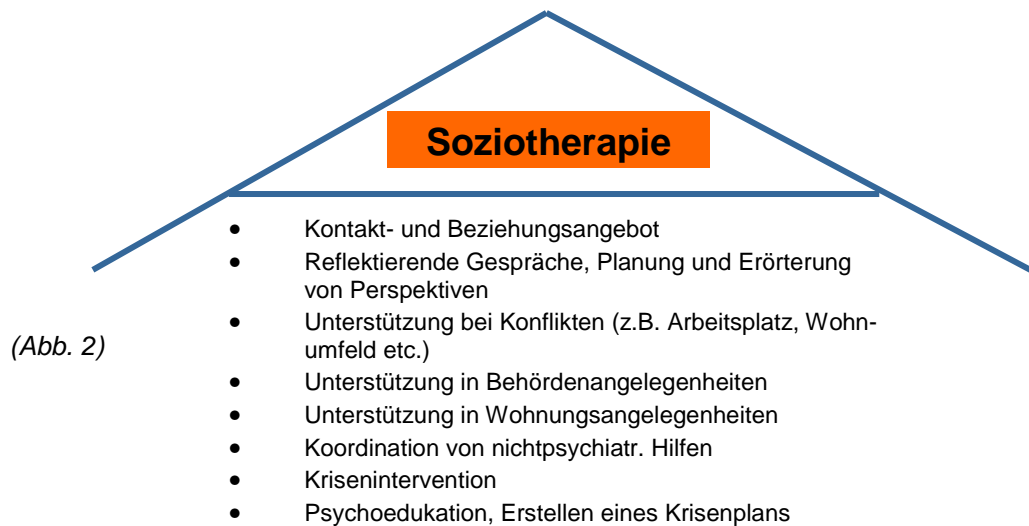 Soziotherapie
• Kontakt- und Beziehungsangebot
• Reflektierende Gespräche, Planung und Erörterung
von Perspektiven
• Unterstützung bei Konflikten (z.B. Arbeitsplatz, Wohn-
umfeld etc.)
(Abb. 2)
• Unterstützung in Behördenangelegenheiten
• Unterstützung in Wohnungsangelegenheiten
• Koordination von nichtpsychiatr. Hilfen
• Krisenintervention
• Psychoedukation, Erstellen eines Krisenplans